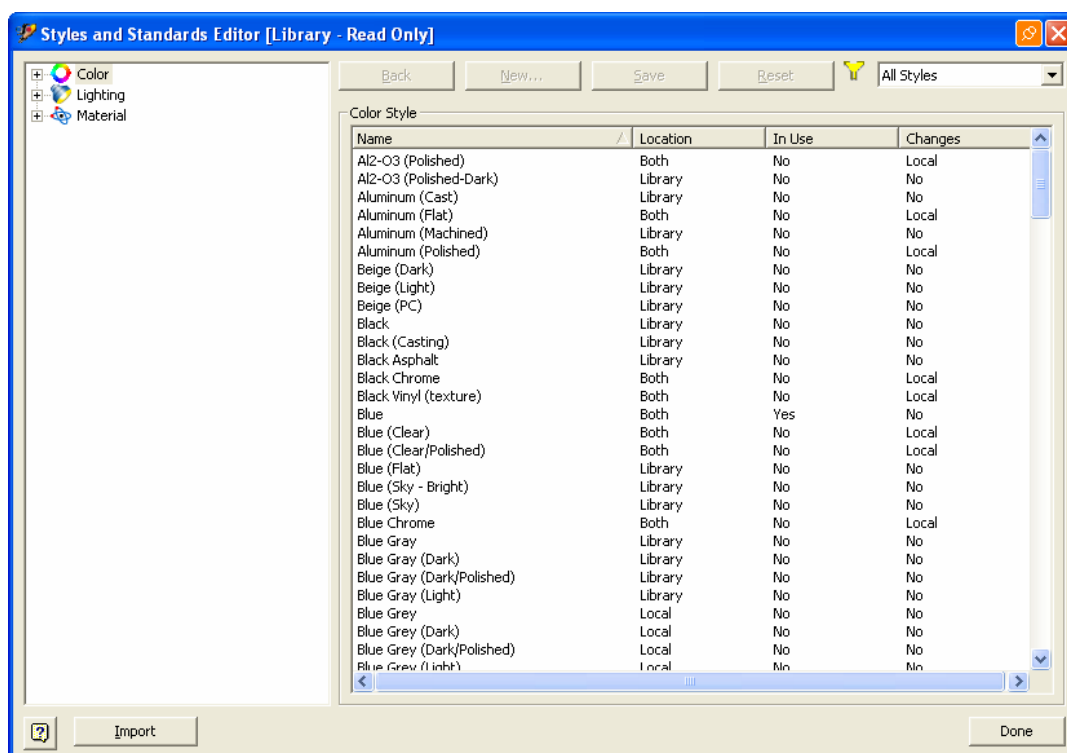 Styles and Standards Editor [Library - Read Only]
Color
Lighting
Material
Back New... Save Reset All Styles
Color Style
Name Location In Use Changes
Al2-O3 (Polished) Both No Local
Al2-O3 (Polished-Dark) Library No No
Aluminum (Cast) Library No No
Aluminum (Flat) Both No Local
Aluminum (Machined) Library No No
Aluminum (Polished) Both No Local
Beige (Dark) Library No No
Beige (Light) Library No No
Beige (PC) Library No No
Black Library No No
Black (Casting) Library No No
Black Asphalt Library No No
Black Chrome Both No Local
Black Vinyl (texture) Both No Local
Blue Both Yes No
Blue (Clear) Both No Local
Blue (Clear/Polished) Both No Local
Blue (Flat) Library No No
Blue (Sky - Bright) Library No No
Blue (Sky) Library No No
Blue Chrome Both No Local
Blue Gray Library No No
Blue Gray (Dark) Library No No
Blue Gray (Dark/Polished) Library No No
Blue Gray (Light) Library No No
Blue Grey Local No No
Blue Grey (Dark) Local No No
Blue Grey (Dark/Polished) Local No No
Blue Grey (Light) Local No No
? Import Done